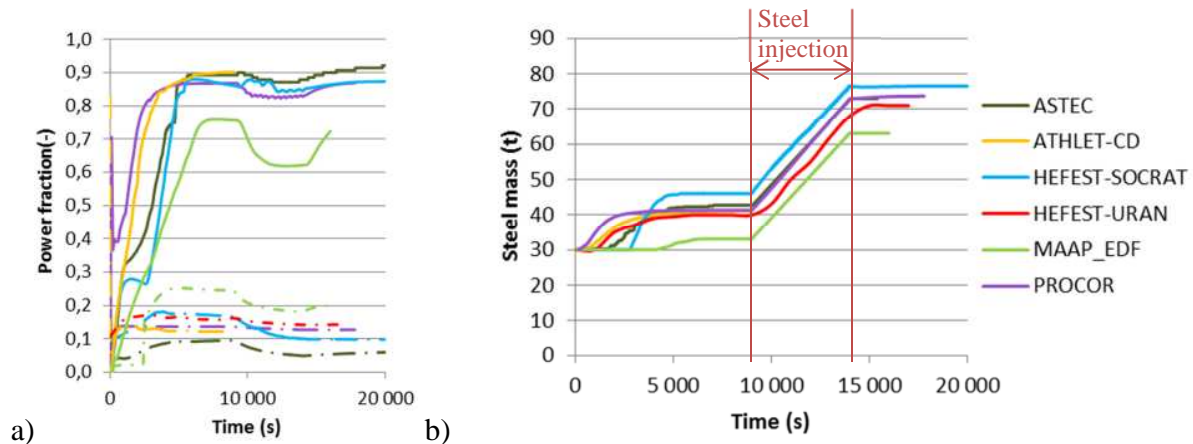 1,0
0,9
0,8
0,7
0,6
0,5
0,4
0,3
0,2
0,1
0,0
Power fraction(-)
0
10 000
20 000
Time (s)
a)
Steel
injection
90
80
70
60
50
40
30
20
10
0
Steel mass (t)
0
5 000
10 000
15 000
20 000
Time (s)
b)
ASTEC
ATHLET-CD
HEFEST-SOCRAT
HEFEST-URAN
MAAP_EDF
PROCOR